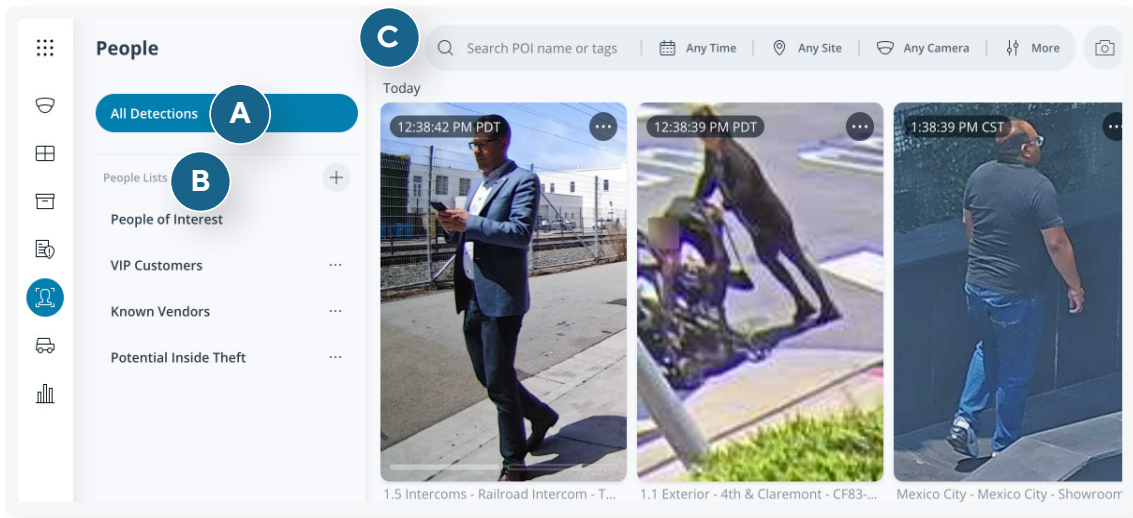 People
C
Search POI name or tags
Any Time
Any Site
Any Camera
More
All Detections
A
People Lists
B
+
People of Interest
VIP Customers
Known Vendors
Potential Inside Theft
Today
12:38:42 PM PDT
12:38:39 PM PDT
1:38:39 PM CST
1.5 Intercoms - Railroad Intercom - T...
1.1 Exterior - 4th & Claremont - CF83-...
Mexico City - Mexico City - Showroom